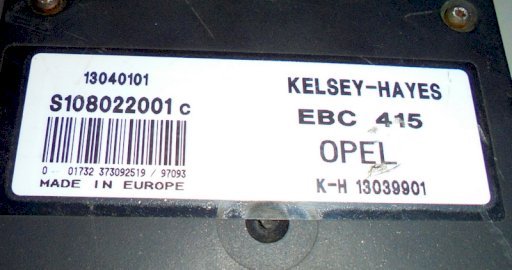 13040101
S108022001 C
0 01732 373092519 / 97093
MADE IN EUROPE
KELSEY-HAYES
EBC 415
OPEL
K-H 13039901